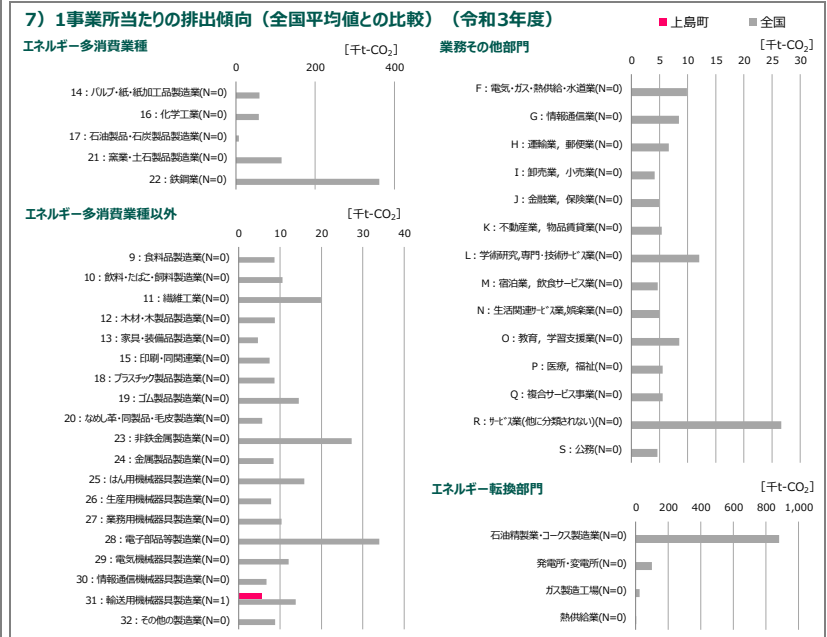 7）1事業所当たりの排出傾向（全国平均値との比較）（令和3年度）
■上島町 ■全国
エネルギー多消費業種
[千t-CO₂]
0 200 400
14：パルプ・紙・紙加工品製造業(N=0)
16：化学工業(N=0)
17：石油製品・石炭製品製造業(N=0)
21：窯業・土石製品製造業(N=0)
22：鉄鋼業(N=0)
エネルギー多消費業種以外
[千t-CO₂]
0 10 20 30 40
9：食料品製造業(N=0)
10：飲料・たばこ・飼料製造業(N=0)
11：繊維工業(N=0)
12：木材・木製品製造業(N=0)
13：家具・装備品製造業(N=0)
15：印刷・同関連業(N=0)
18：プラスチック製品製造業(N=0)
19：ゴム製品製造業(N=0)
20：なめし革・同製品・毛皮製造業(N=0)
23：非鉄金属製造業(N=0)
24：金属製品製造業(N=0)
25：はん用機械器具製造業(N=0)
26：生産用機械器具製造業(N=0)
27：業務用機械器具製造業(N=0)
28：電子部品等製造業(N=0)
29：電気機械器具製造業(N=0)
30：情報通信機械器具製造業(N=0)
31：輸送用機械器具製造業(N=1)
32：その他の製造業(N=0)
業務その他部門
[千t-CO₂]
0 5 10 15 20 25 30
F：電気・ガス・熱供給・水道業(N=0)
G：情報通信業(N=0)
H：運輸業，郵便業(N=0)
I：卸売業，小売業(N=0)
J：金融業，保険業(N=0)
K：不動産業，物品賃貸業(N=0)
L：学術研究,専門・技術ｻｰﾋﾞｽ業(N=0)
M：宿泊業，飲食サービス業(N=0)
N：生活関連ｻｰﾋﾞｽ業,娯楽業(N=0)
O：教育，学習支援業(N=0)
P：医療，福祉(N=0)
Q：複合サービス事業(N=0)
R：ｻｰﾋﾞｽ業(他に分類されない)(N=0)
S：公務(N=0)
エネルギー転換部門
[千t-CO₂]
0 200 400 600 800 1,000
石油精製業・コークス製造業(N=0)
発電所・変電所(N=0)
ガス製造工場(N=0)
熱供給業(N=0)